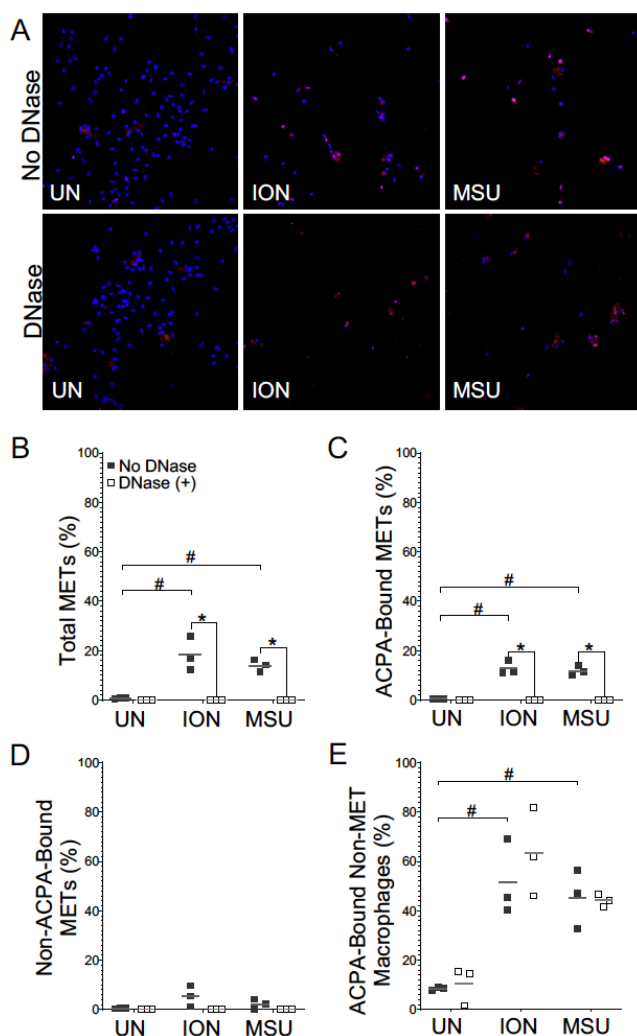 A
No DNase
UN
ION
MSU
DNase
UN
ION
MSU
B
Total METs (%)
100
80
60
40
20
0
No DNase
DNase (+)
#
#
*
*
UN
ION
MSU
C
ACPA-Bound METs (%)
100
80
60
40
20
0
#
#
*
*
UN
ION
MSU
D
Non-ACPA-Bound
METs (%)
100
80
60
40
20
0
UN
ION
MSU
E
ACPA-Bound Non-MET
Macrophages (%)
100
80
60
40
20
0
#
#
UN
ION
MSU